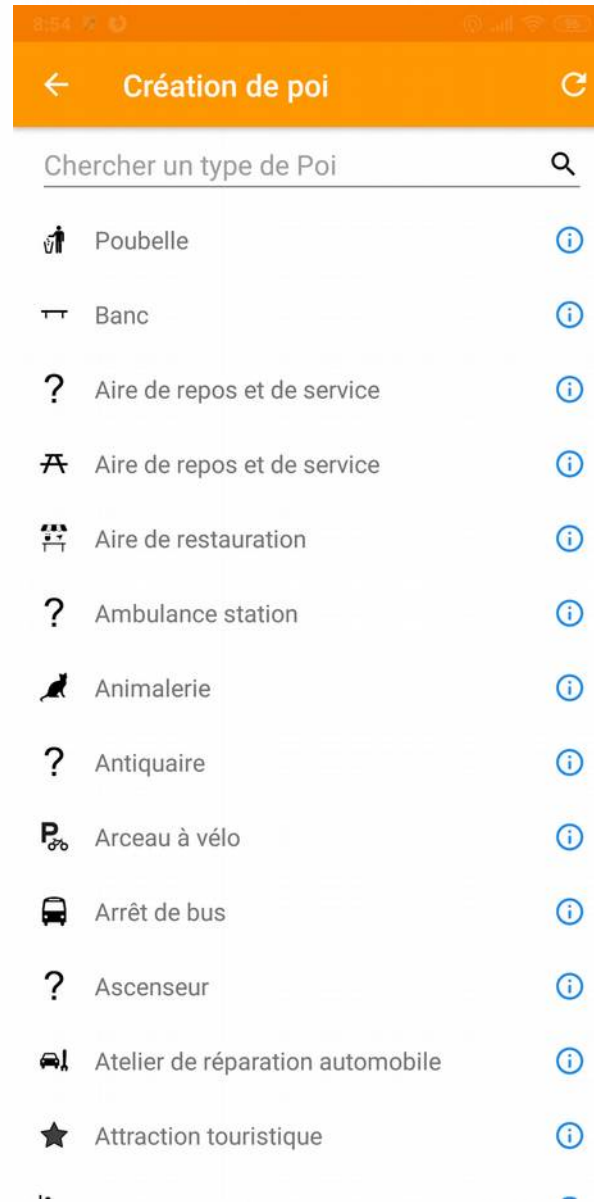 8:54
Création de poi
Chercher un type de Poi
Poubelle
Banc
? Aire de repos et de service
Aire de repos et de service
Aire de restauration
? Ambulance station
Animalerie
? Antiquaire
P Arceau à vélo
Arrêt de bus
? Ascenseur
Atelier de réparation automobile
Attraction touristique